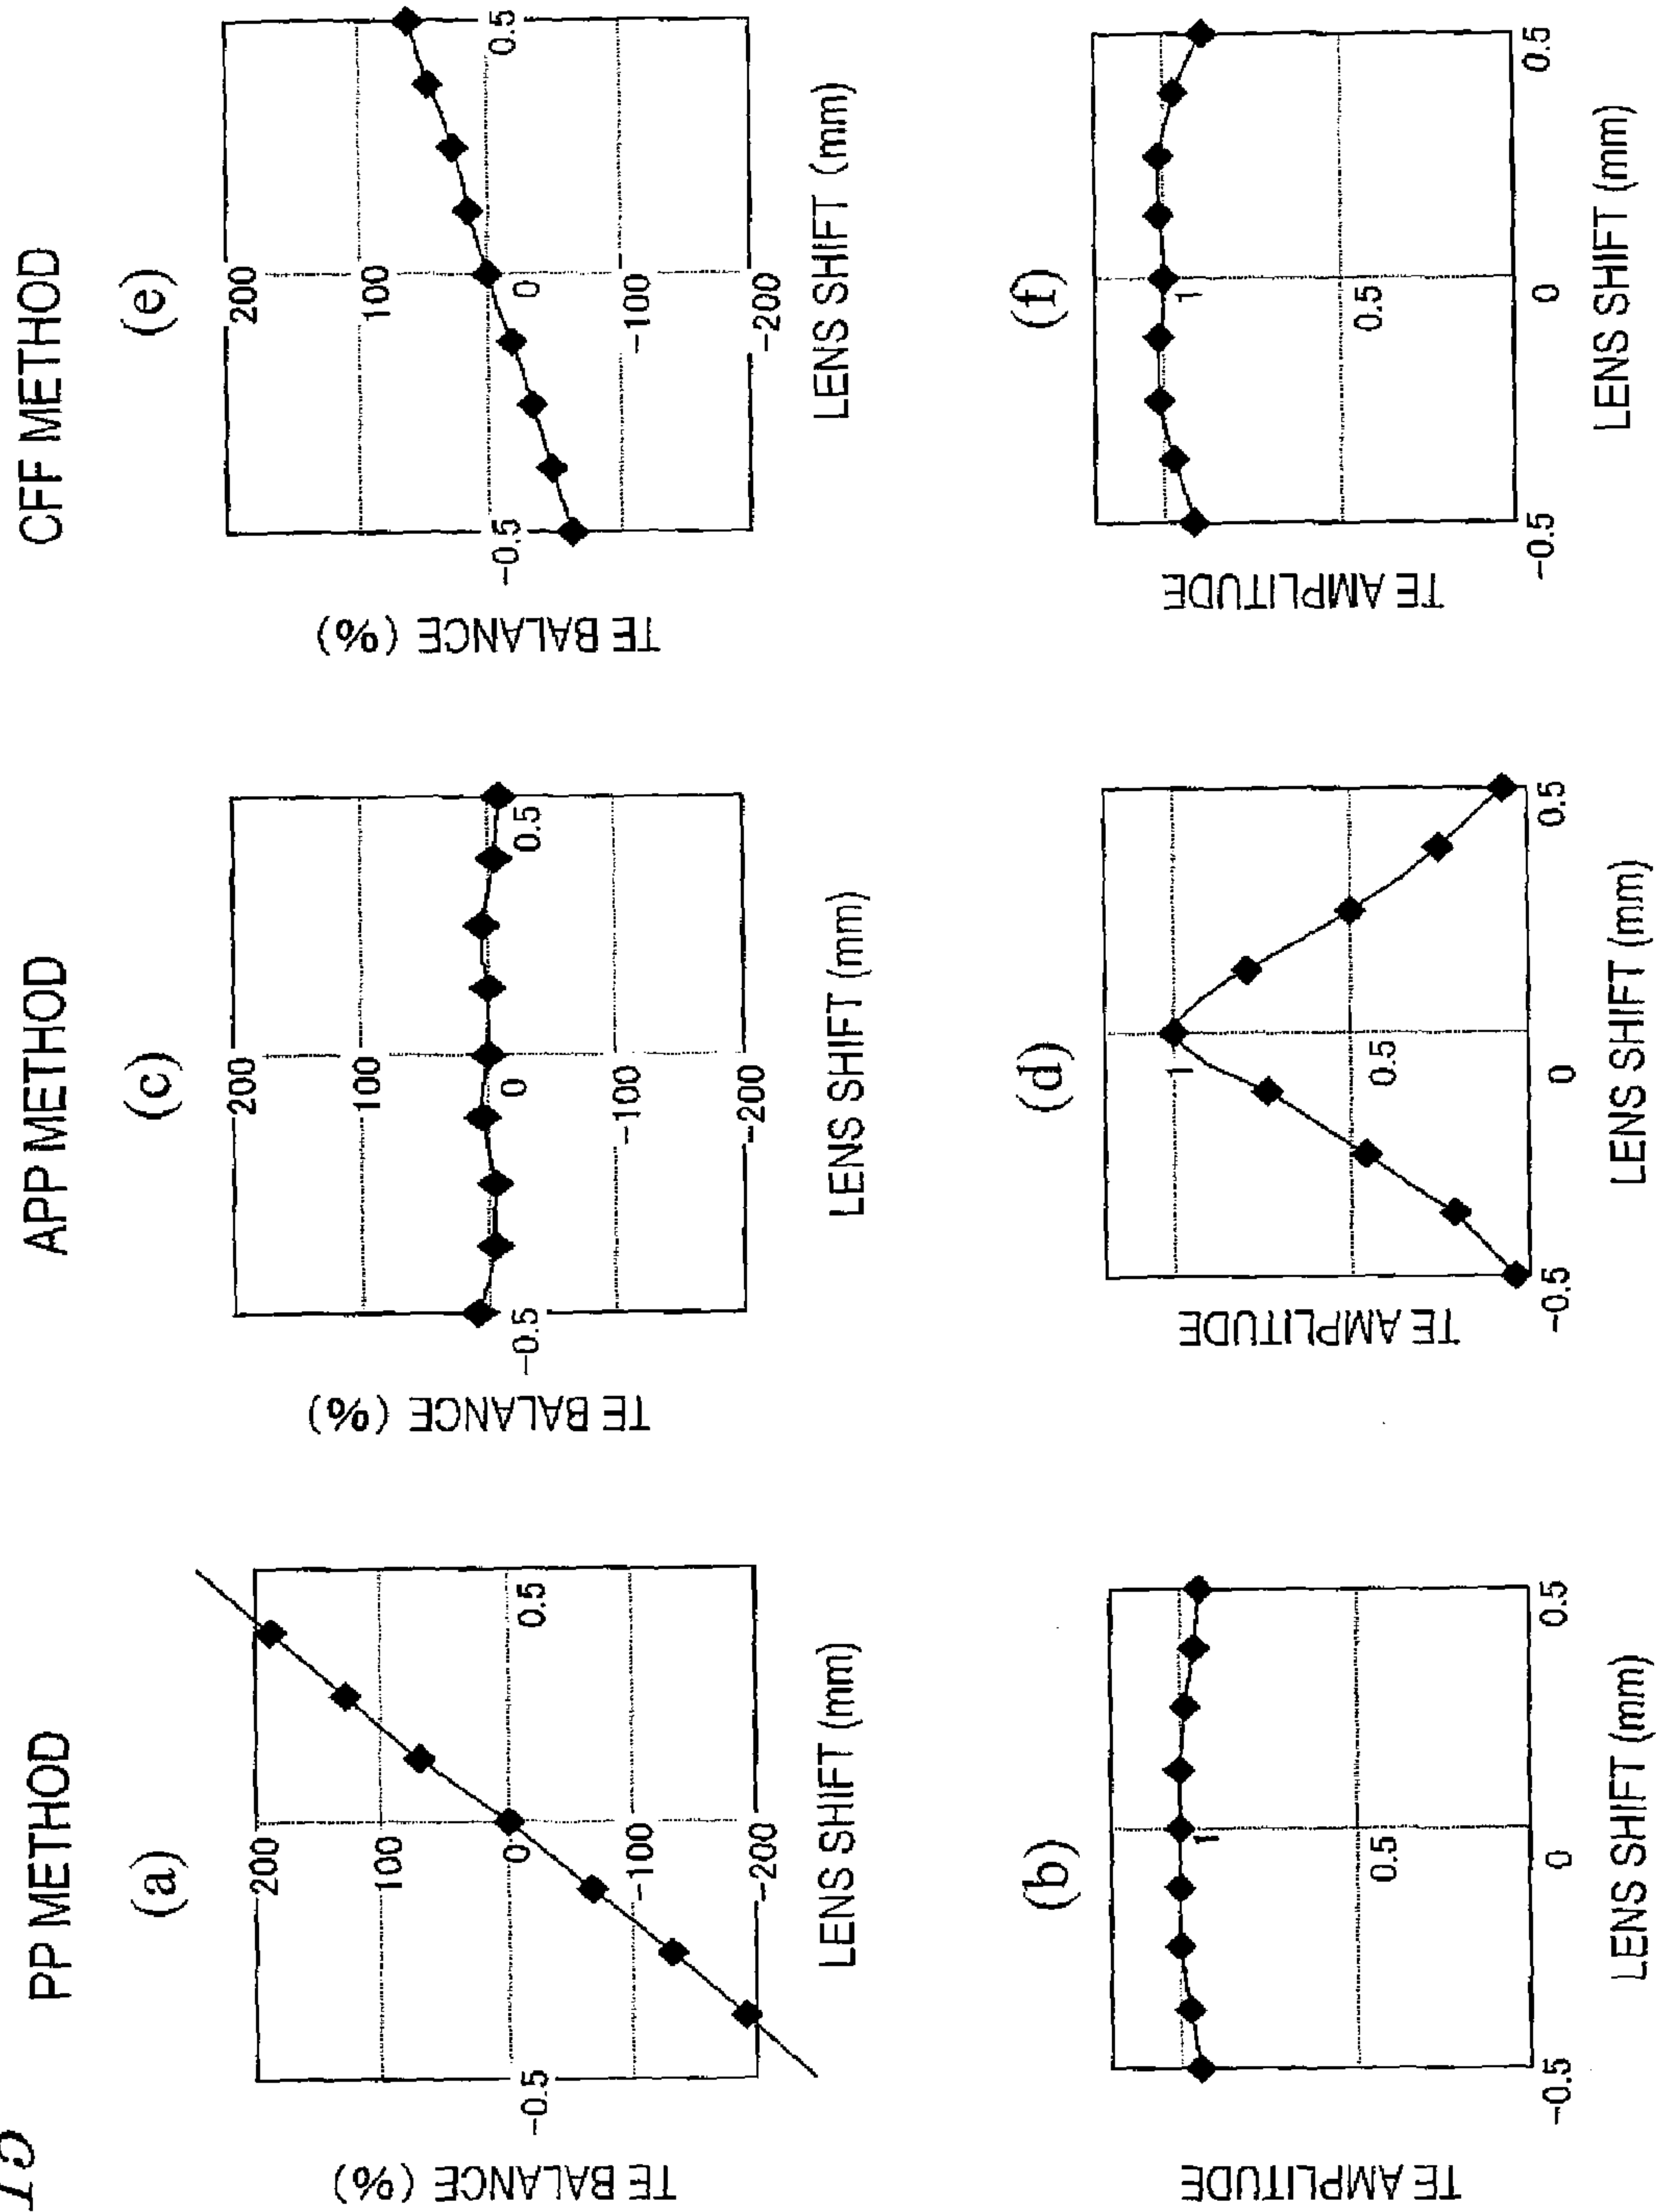 PP METHOD
(a)
TE BALANCE (%)
200
100
0
-100
-200
-0.5
0.5
LENS SHIFT (mm)
(b)
TE AMPLITUDE
1
0.5
-0.5
0
0.5
LENS SHIFT (mm)
APP METHOD
(c)
TE BALANCE (%)
200
100
0
-100
-200
-0.5
0.5
LENS SHIFT (mm)
(d)
TE AMPLITUDE
1
0.5
-0.5
0
0.5
LENS SHIFT (mm)
CFF METHOD
(e)
TE BALANCE (%)
200
100
0
-100
-200
-0.5
0.5
LENS SHIFT (mm)
(f)
TE AMPLITUDE
1
0.5
-0.5
0
0.5
LENS SHIFT (mm)